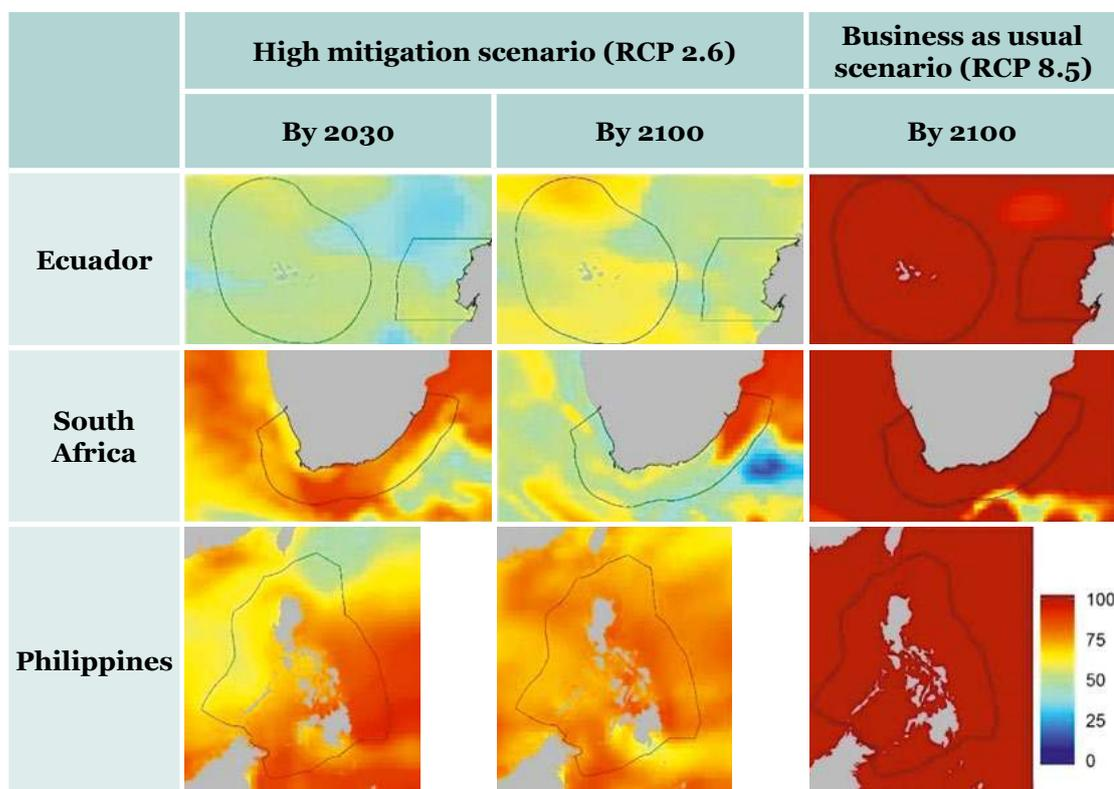 High mitigation scenario (RCP 2.6)
Business as usual
scenario (RCP 8.5)
By 2030
By 2100
By 2100
Ecuador
South
Africa
Philippines
100
75
50
25
0